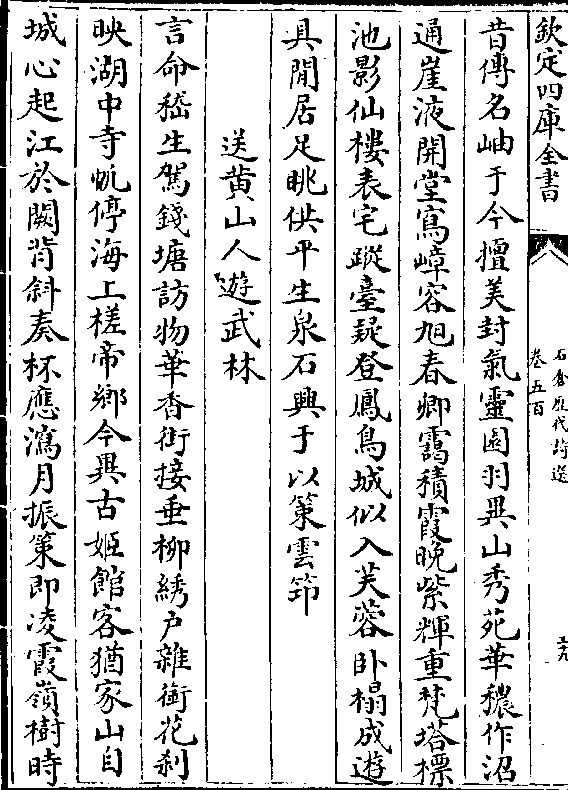 欽定四庫全書
石倉歴代詩選
卷五百
昔傳名岫于今擅美封氣靈園羽異山秀苑華穠作沼
通崖液開堂寫嶂容旭春卿靄積霞晚紫輝重梵塔標
池影仙樓表宅蹤臺疑登鳳鳥城似入芙蓉卧榻成遊
具閒居足眺供平生泉石興于以策雲笻
送黄山人遊武林
言命嵇生駕錢塘訪物華香街接垂柳綉户雜銜花刹
映湖中寺帆停海上槎帝鄉今異古姬館客猶家山自
城心起江於闕背斜奏杯應瀉月振策即凌霞嶺樹時